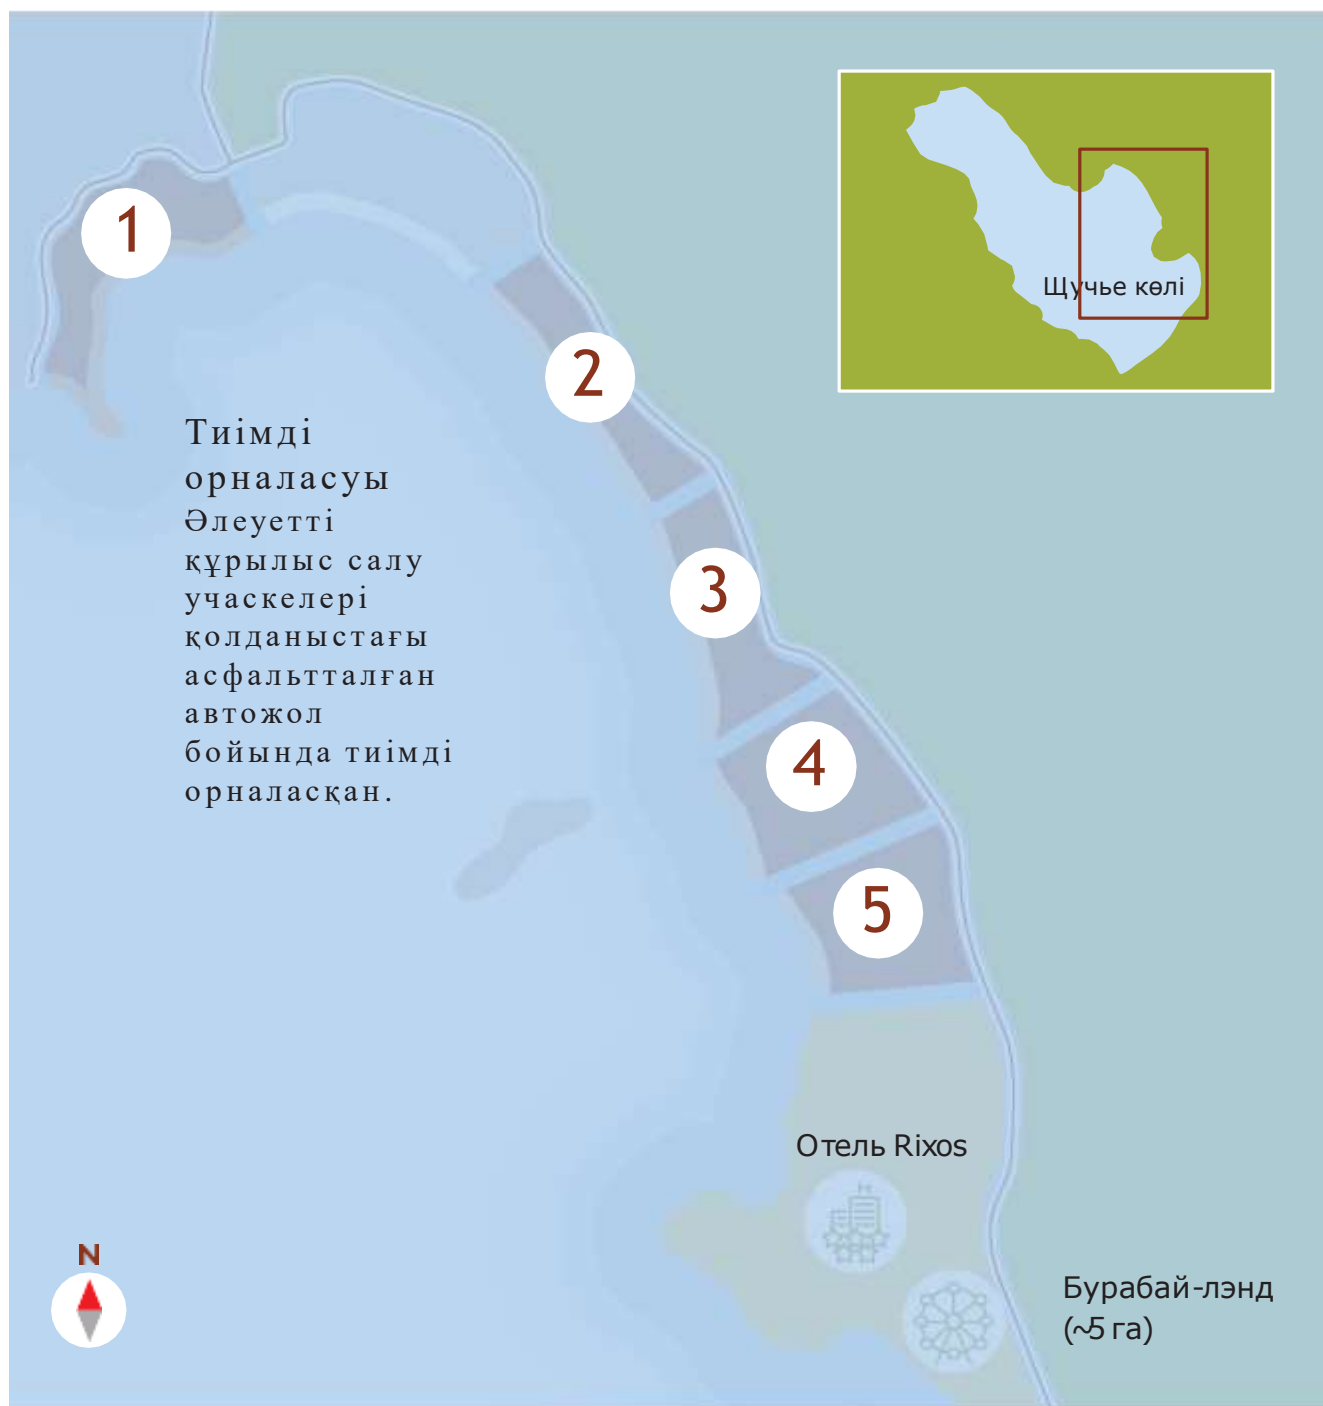 1
Щучье көлі
2
Тиімді
орналасуы
Әлеуетті
құрылыс салу
учаскелері
қолданыстағы
асфальтталған
автожол
бойында тиімді
орналасқан.
3
4
5
Отель Rixos
N
Бурабай-лэнд
(~5 га)